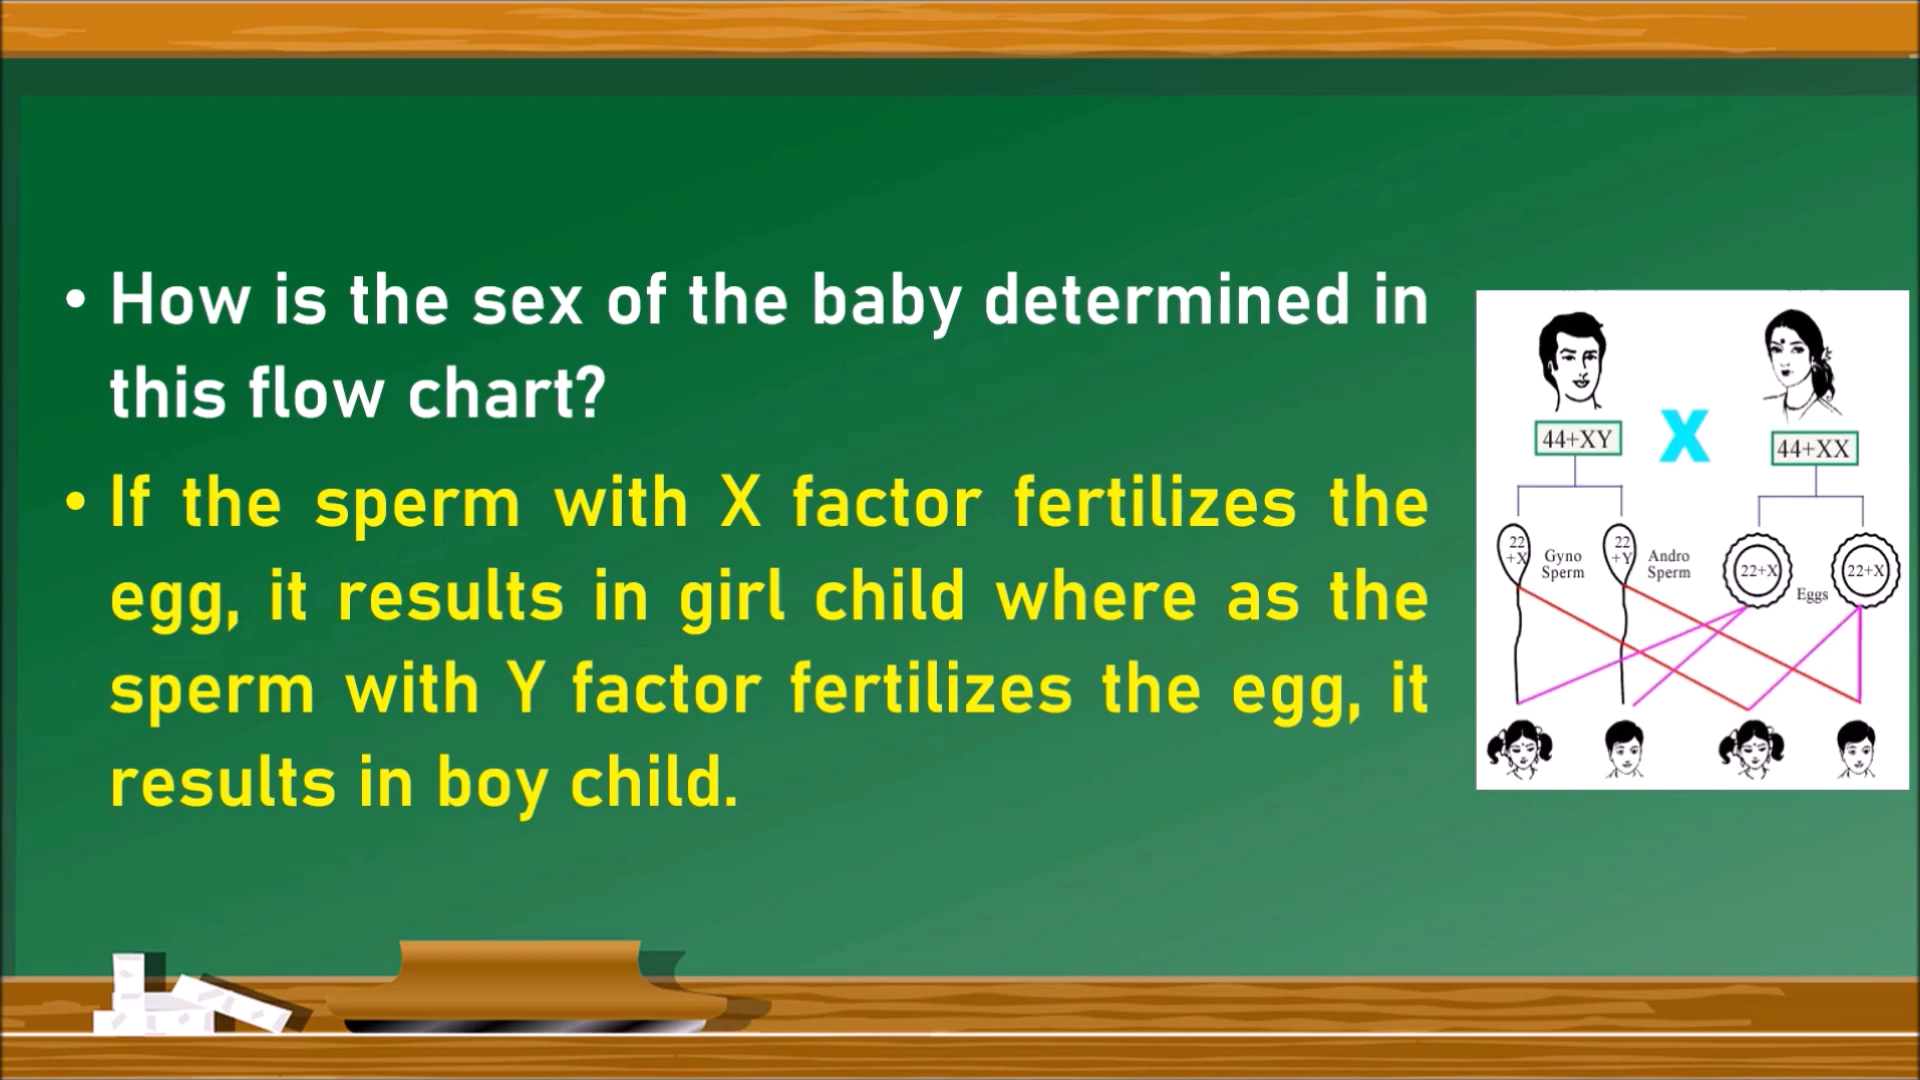 • How is the sex of the baby determined in
this flow chart?
• If the sperm with X factor fertilizes the
egg, it results in girl child where as the
sperm with Y factor fertilizes the egg, it
results in boy child.
44+XY
X
44+XX
22
+X
Gyno
Sperm
22
+Y
Andro
Sperm
22+X
Eggs
22+X